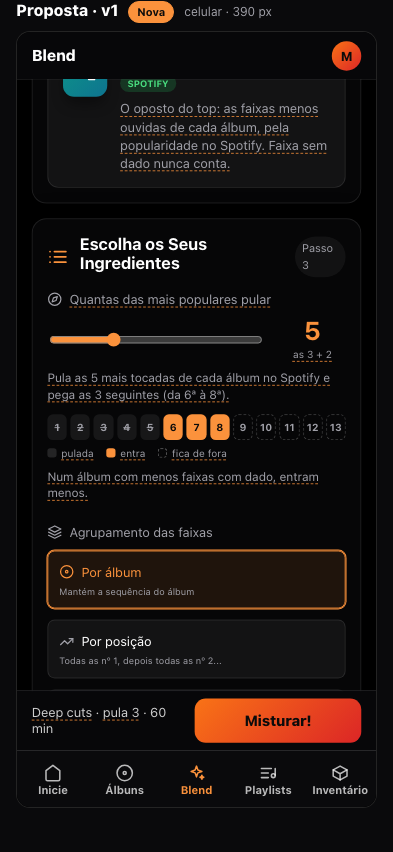 Proposta · v1 Nova celular · 390 px
Blend M
SPOTIFY
O oposto do top: as faixas menos
ouvidas de cada álbum, pela
popularidade no Spotify. Faixa sem
dado nunca conta.
Escolha os Seus
Ingredientes
Passo
3
Quantas das mais populares pular
5
as 3 + 2
Pula as 5 mais tocadas de cada álbum no Spotify e
pega as 3 seguintes (da 6ª à 8ª).
1 2 3 4 5 6 7 8 9 10 11 12 13
pulada entra fica de fora
Num álbum com menos faixas com dado, entram
menos.
Agrupamento das faixas
Por álbum
Mantém a sequência do álbum
Por posição
Todas as nº 1, depois todas as nº 2...
Deep cuts · pula 3 · 60
min
Misturar!
Inicie Álbuns Blend Playlists Inventário